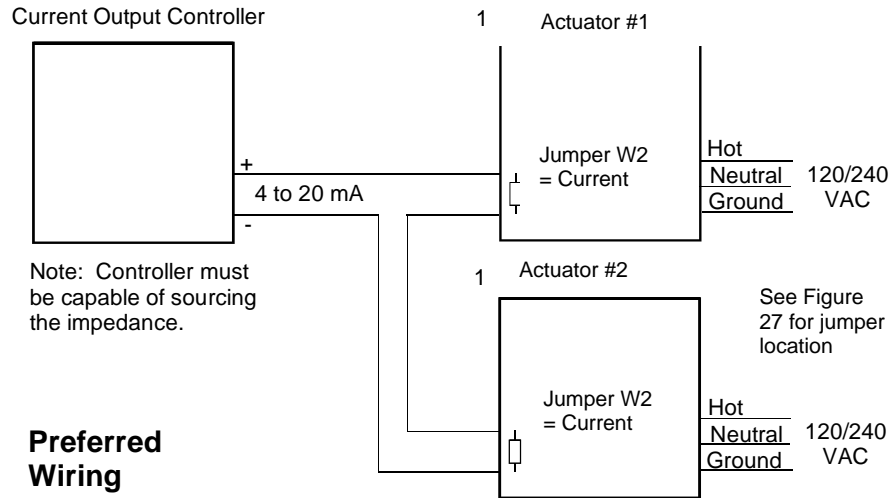 Current Output Controller
1
Actuator #1
+
4 to 20 mA
-
Jumper W2
= Current
Hot
Neutral
Ground
120/240
VAC
Note: Controller must
be capable of sourcing
the impedance.
1
Actuator #2
See Figure
27 for jumper
location
Jumper W2
= Current
Hot
Neutral
Ground
120/240
VAC
Preferred
Wiring